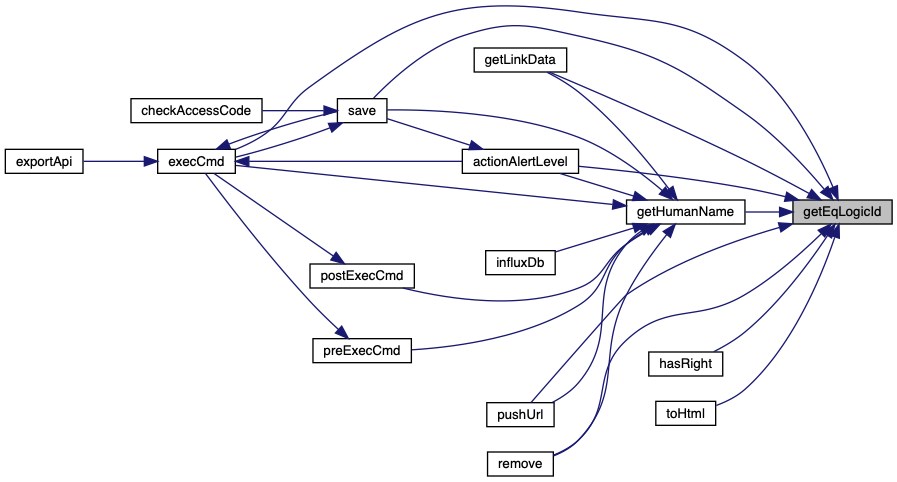 getLinkData
checkAccessCode
save
exportApi
execCmd
actionAlertLevel
getHumanName
getEqLogicId
influxDb
postExecCmd
preExecCmd
hasRight
pushUrl
toHtml
remove